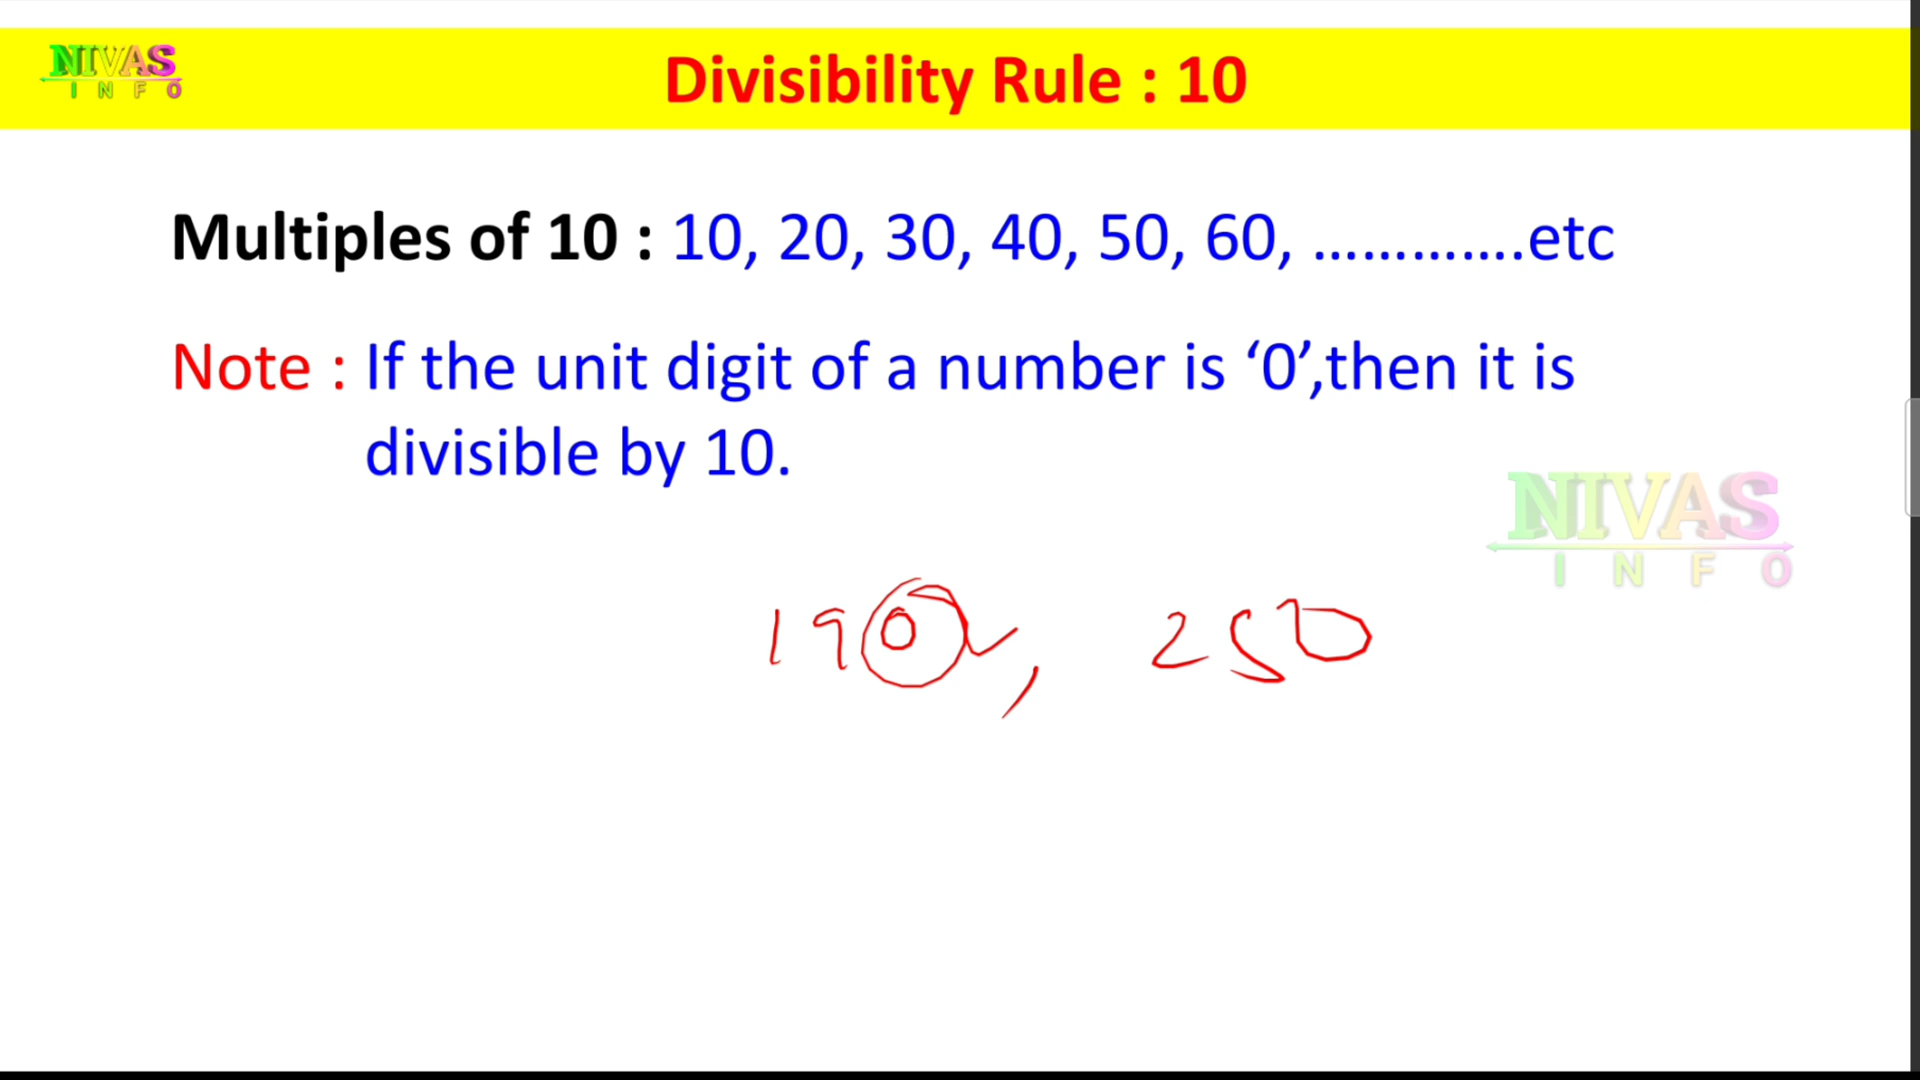 NIVAS
INFO
Divisibility Rule : 10
Multiples of 10 : 10, 20, 30, 40, 50, 60, .............etc
Note : If the unit digit of a number is ‘0’,then it is
divisible by 10.
NIVAS
INFO
190, 250